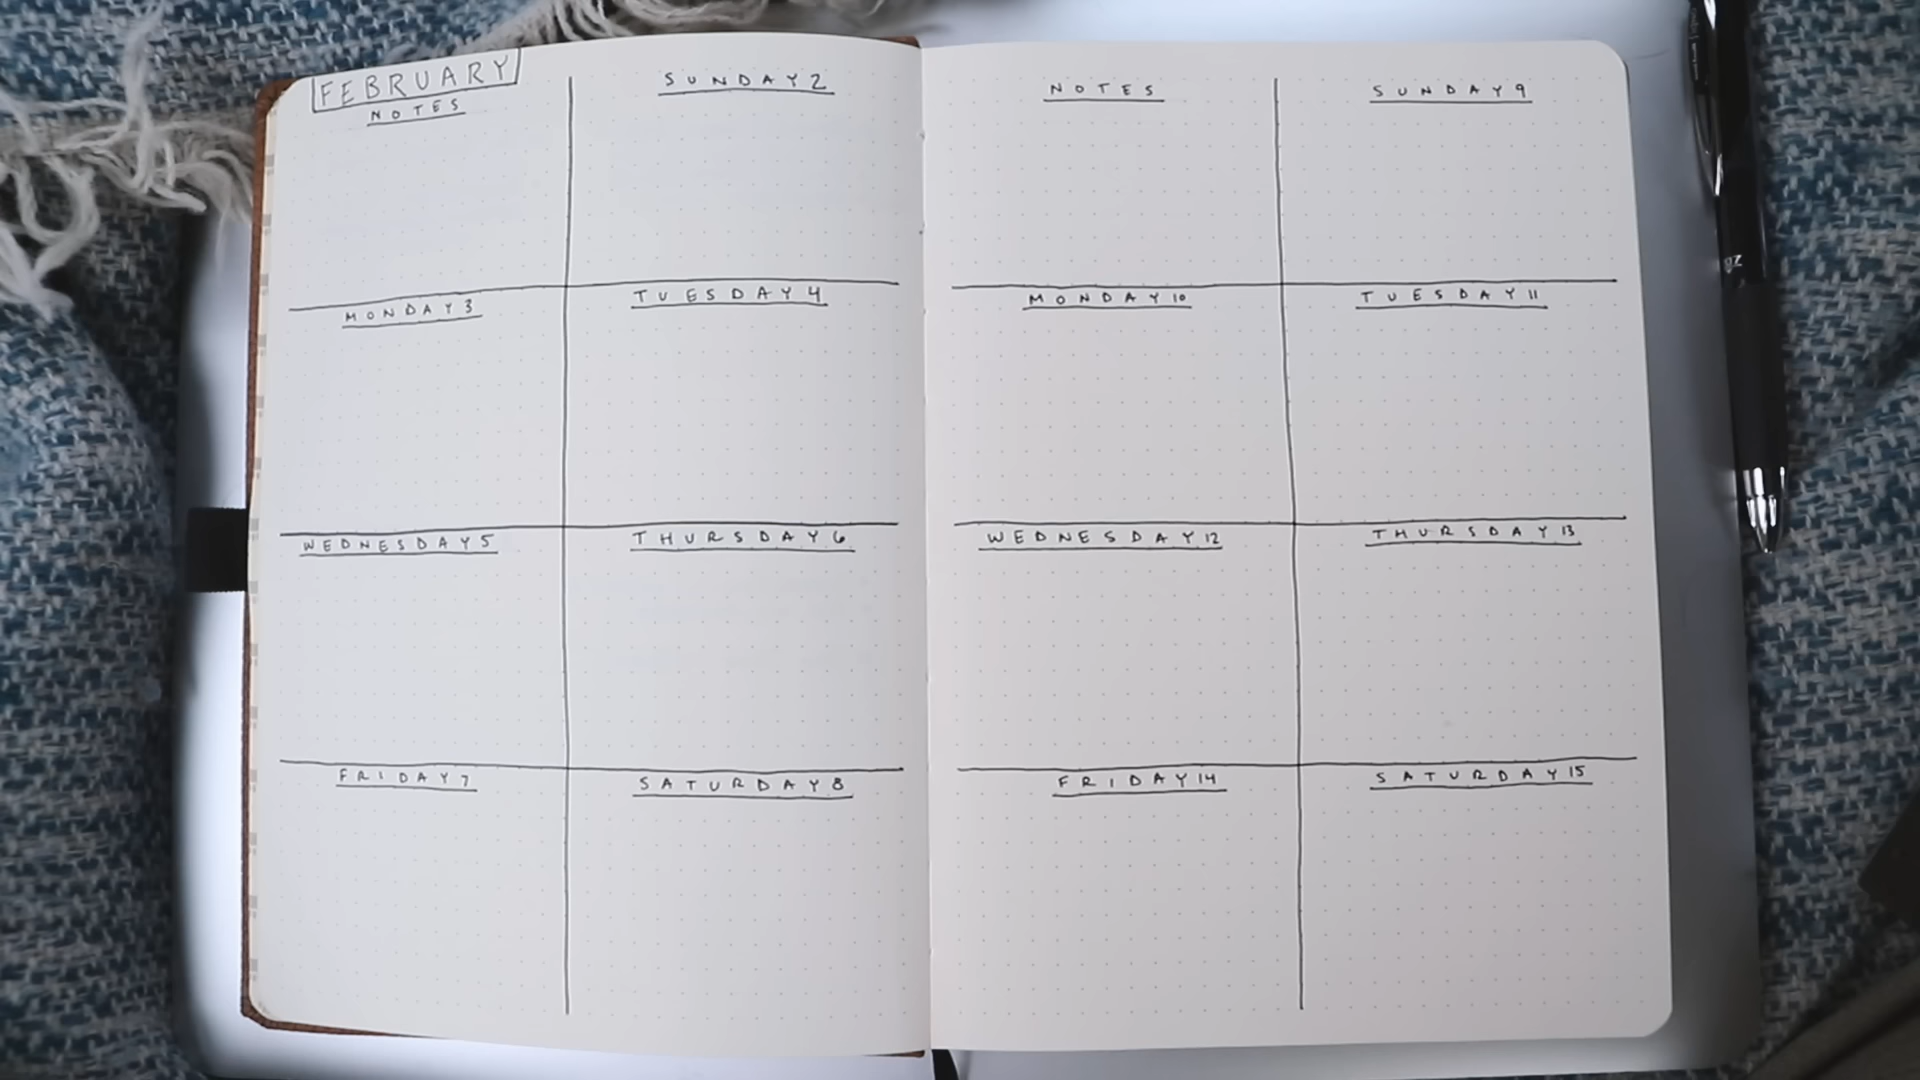 FEBRUARY
NOTES
SUNDAY 2
MONDAY 3
TUESDAY 4
WEDNESDAY 5
THURSDAY 6
FRIDAY 7
SATURDAY 8
NOTES
SUNDAY 9
MONDAY 10
TUESDAY 11
WEDNESDAY 12
THURSDAY 13
FRIDAY 14
SATURDAY 15